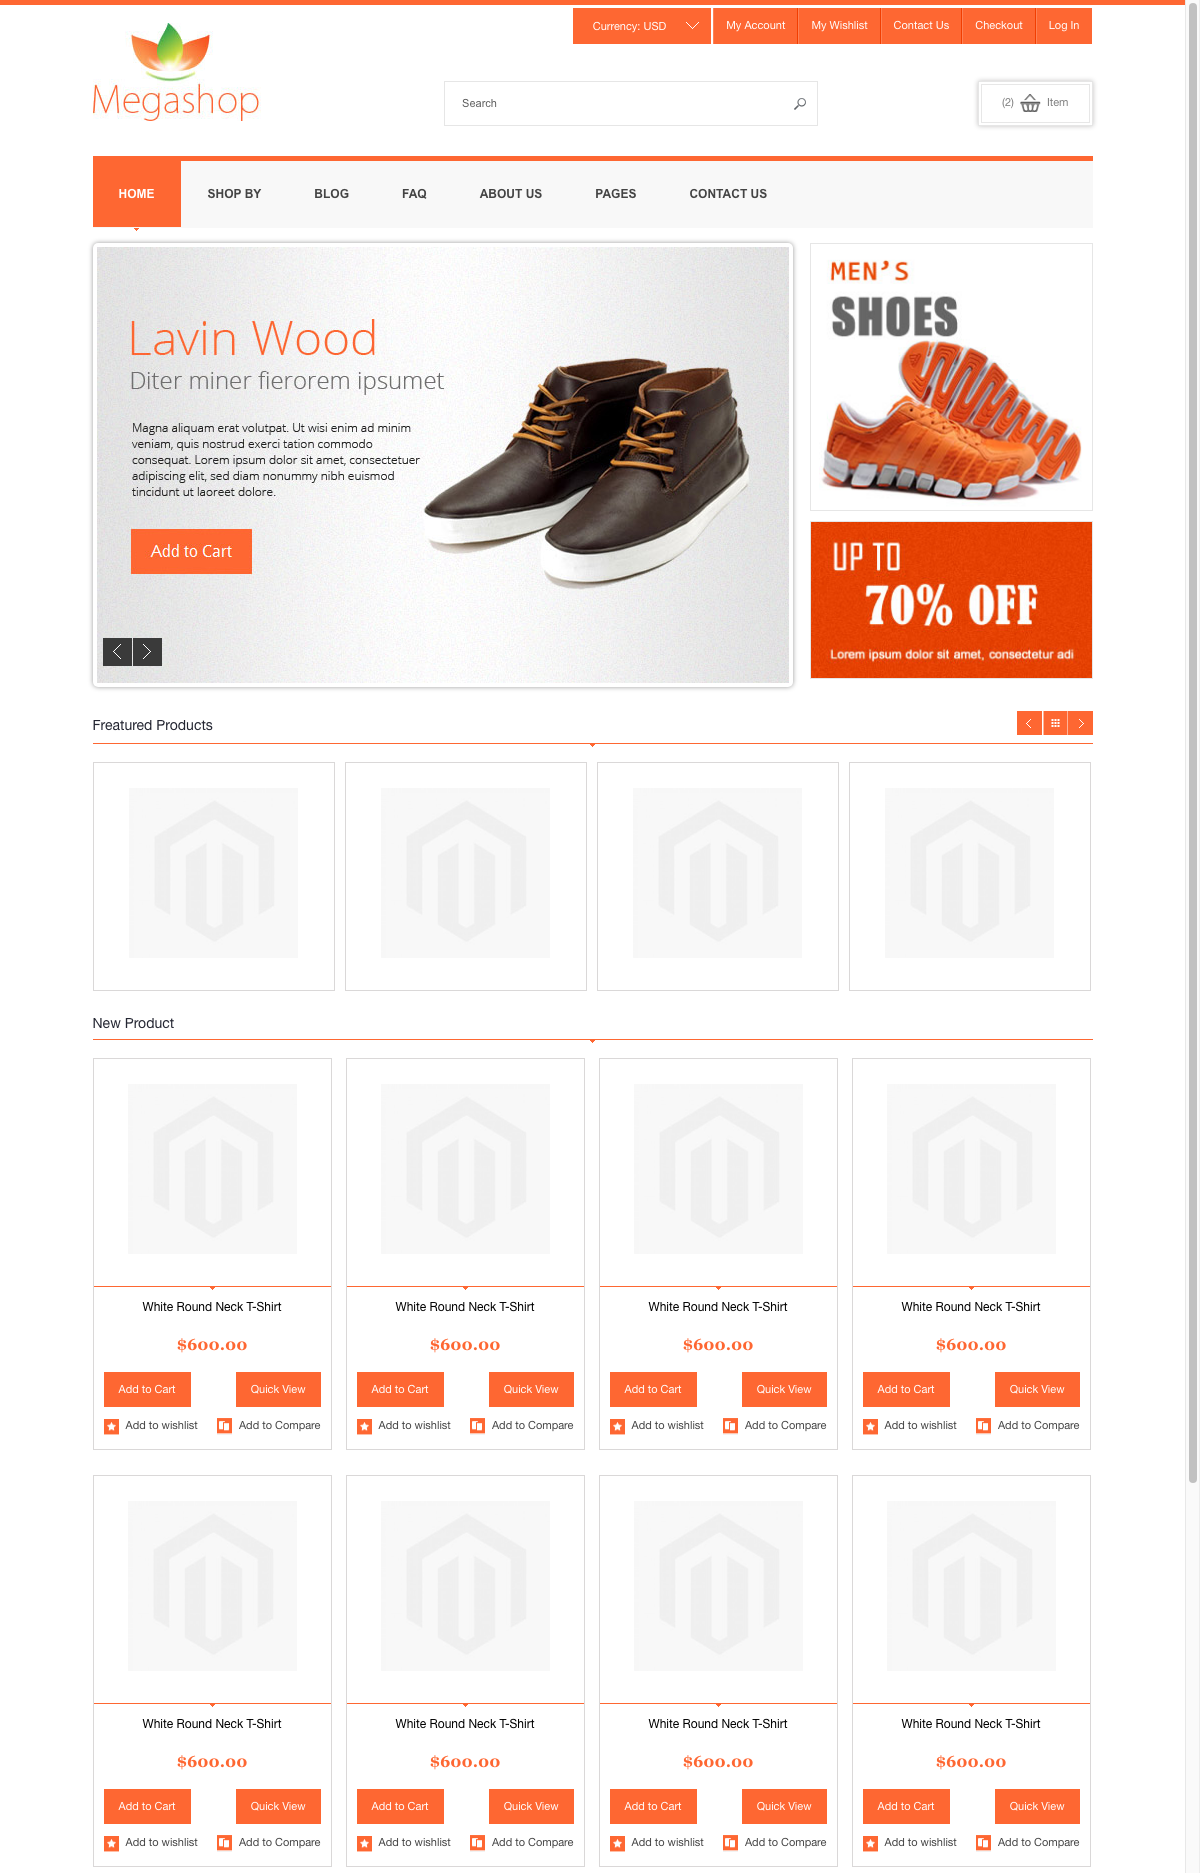 Currency: USD
My Account
My Wishlist
Contact Us
Checkout
Log In
Megashop
Search
(2) Item
HOME
SHOP BY
BLOG
FAQ
ABOUT US
PAGES
CONTACT US
Lavin Wood
Diter miner fierorem ipsumet
Magna aliquam erat volutpat. Ut wisi enim ad minim
veniam, quis nostrud exerci tation commodo
consequat. Lorem ipsum dolor sit amet, consectetuer
adipiscing elit, sed diam nonummy nibh euismod
tincidunt ut laoreet dolore.
Add to Cart
MEN'S
SHOES
UP TO
70% OFF
Lorem ipsum dolor sit amet, consectetur adi
Freatured Products
New Product
White Round Neck T-Shirt
$600.00
Add to Cart
Quick View
Add to wishlist
Add to Compare
White Round Neck T-Shirt
$600.00
Add to Cart
Quick View
Add to wishlist
Add to Compare
White Round Neck T-Shirt
$600.00
Add to Cart
Quick View
Add to wishlist
Add to Compare
White Round Neck T-Shirt
$600.00
Add to Cart
Quick View
Add to wishlist
Add to Compare
White Round Neck T-Shirt
$600.00
Add to Cart
Quick View
Add to wishlist
Add to Compare
White Round Neck T-Shirt
$600.00
Add to Cart
Quick View
Add to wishlist
Add to Compare
White Round Neck T-Shirt
$600.00
Add to Cart
Quick View
Add to wishlist
Add to Compare
White Round Neck T-Shirt
$600.00
Add to Cart
Quick View
Add to wishlist
Add to Compare